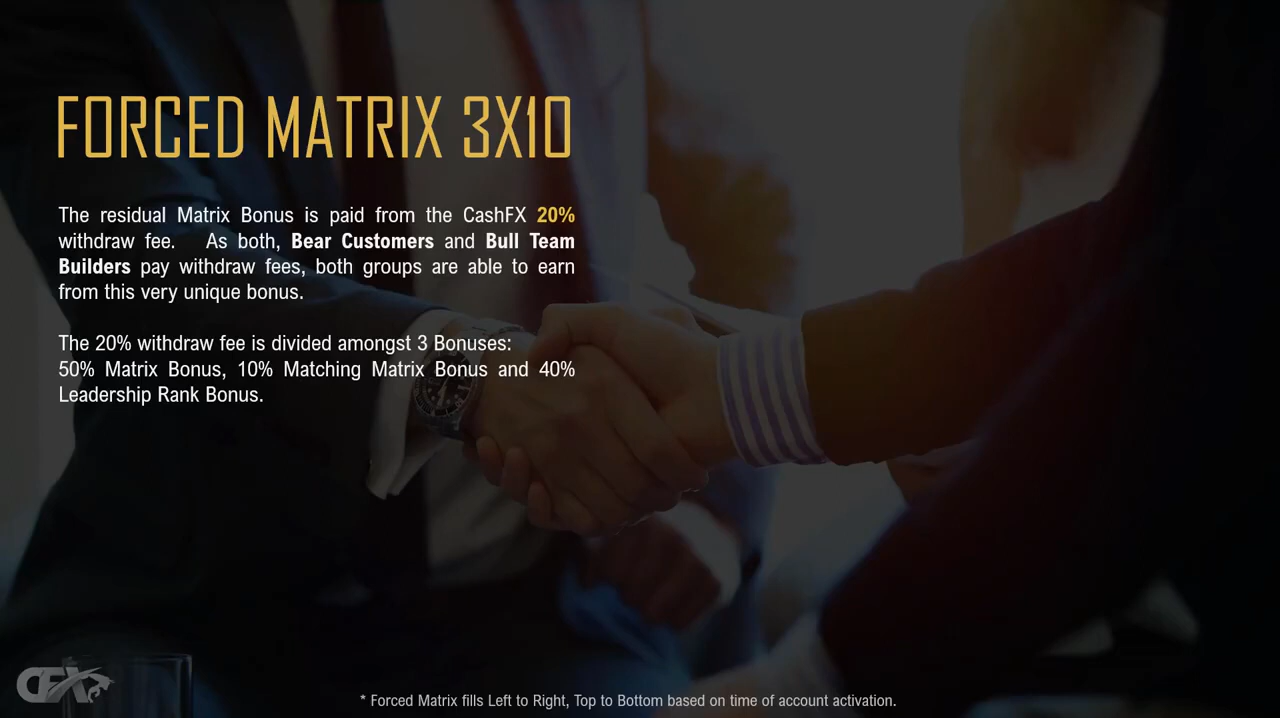 FORCED MATRIX 3X10
The residual Matrix Bonus is paid from the CashFX 20%
withdraw fee. As both, Bear Customers and Bull Team
Builders pay withdraw fees, both groups are able to earn
from this very unique bonus.
The 20% withdraw fee is divided amongst 3 Bonuses:
50% Matrix Bonus, 10% Matching Matrix Bonus and 40%
Leadership Rank Bonus.
CFX
* Forced Matrix fills Left to Right, Top to Bottom based on time of account activation.